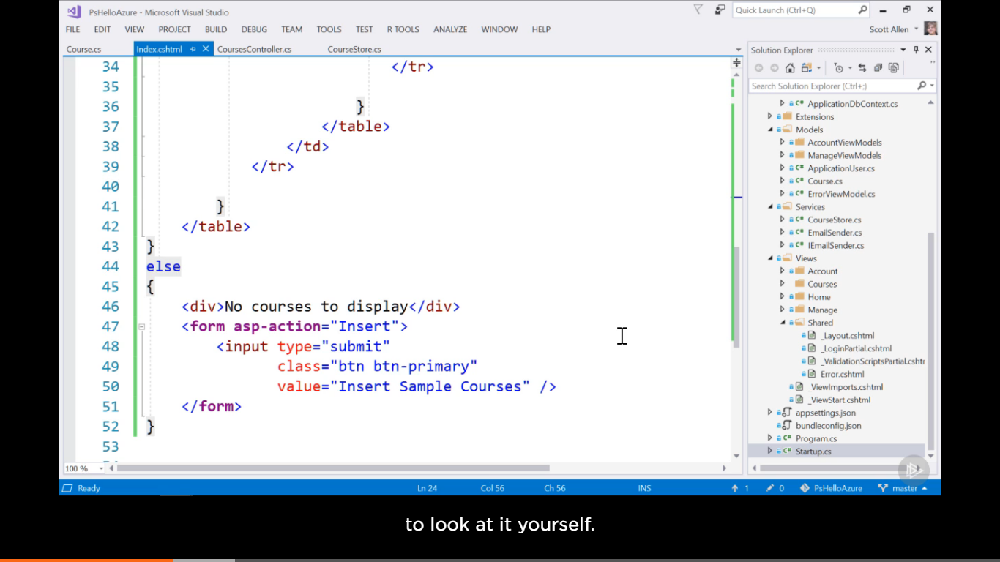 PsHelloAzure - Microsoft Visual Studio
Quick Launch (Ctrl+Q)
FILE EDIT VIEW PROJECT BUILD DEBUG TEAM TOOLS TEST R TOOLS ANALYZE WINDOW HELP
Scott Allen
Course.cs Index.cshtml CoursesController.cs CourseStore.cs
34 </tr>
35
36 }
37 </table>
38 </td>
39 </tr>
40
41 }
42 </table>
43 }
44 else
45 {
46 <div>No courses to display</div>
47 <form asp-action="Insert">
48 <input type="submit"
49 class="btn btn-primary"
50 value="Insert Sample Courses" />
51 </form>
52 }
53
100 %
Solution Explorer
Search Solution Explorer (Ctrl+;)
C# ApplicationDbContext.cs
Extensions
Models
AccountViewModels
ManageViewModels
C# ApplicationUser.cs
C# Course.cs
C# ErrorViewModel.cs
Services
C# CourseStore.cs
C# EmailSender.cs
C# IEmailSender.cs
Views
Account
Courses
Home
Manage
Shared
_Layout.cshtml
_LoginPartial.cshtml
_ValidationScriptsPartial.cshtm
Error.cshtml
_ViewImports.cshtml
_ViewStart.cshtml
appsettings.json
bundleconfig.json
C# Program.cs
C# Startup.cs
Ready Ln 24 Col 56 Ch 56 INS 1 0 PsHelloAzure master
to look at it yourself.